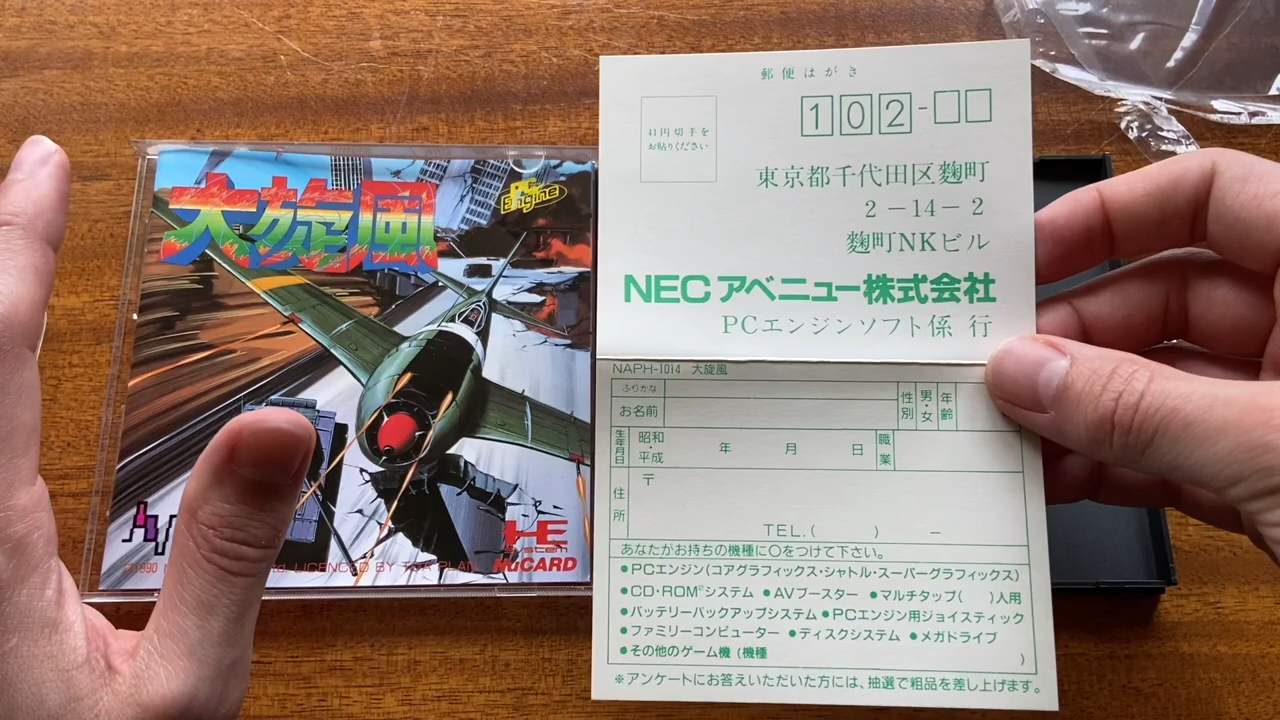 大旋風
PC Engine
HE
System
HuCARD
LICENCED BY TOA PLAN
郵便はがき
41円切手を
お貼りください
102-
東京都千代田区麴町
2-14-2
麴町NKビル
NECアベニュー株式会社
PCエンジンソフト係 行
NAPH-1014 大旋風
ふりがな
お名前
性別
男・女
年齢
生年月日
昭和・平成
年 月 日
職業
住所
〒
TEL.( ) -
あなたがお持ちの機種に〇をつけて下さい。
●PCエンジン(コアグラフィックス・シャトル・スーパーグラフィックス)
●CD・ROM²システム ●AVブースター ●マルチタップ( )人用
●バッテリーバックアップシステム ●PCエンジン用ジョイスティック
●ファミリーコンピューター ●ディスクシステム ●メガドライブ
●その他のゲーム機(機種 )
※アンケートにお答えいただいた方には、抽選で粗品を差し上げます。